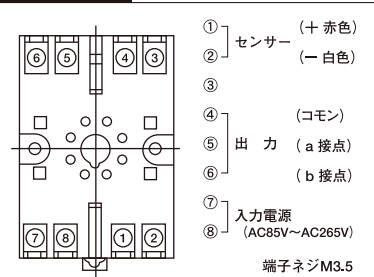 ⑥ ⑤ ④ ③
⑦ ⑧ ① ②
① センサー (＋ 赤色)
② (－ 白色)
③
④ (コモン)
⑤ 出 力 (a 接点)
⑥ (b 接点)
⑦ 入力電源
⑧ (AC85V～AC265V)
端子ネジM3.5